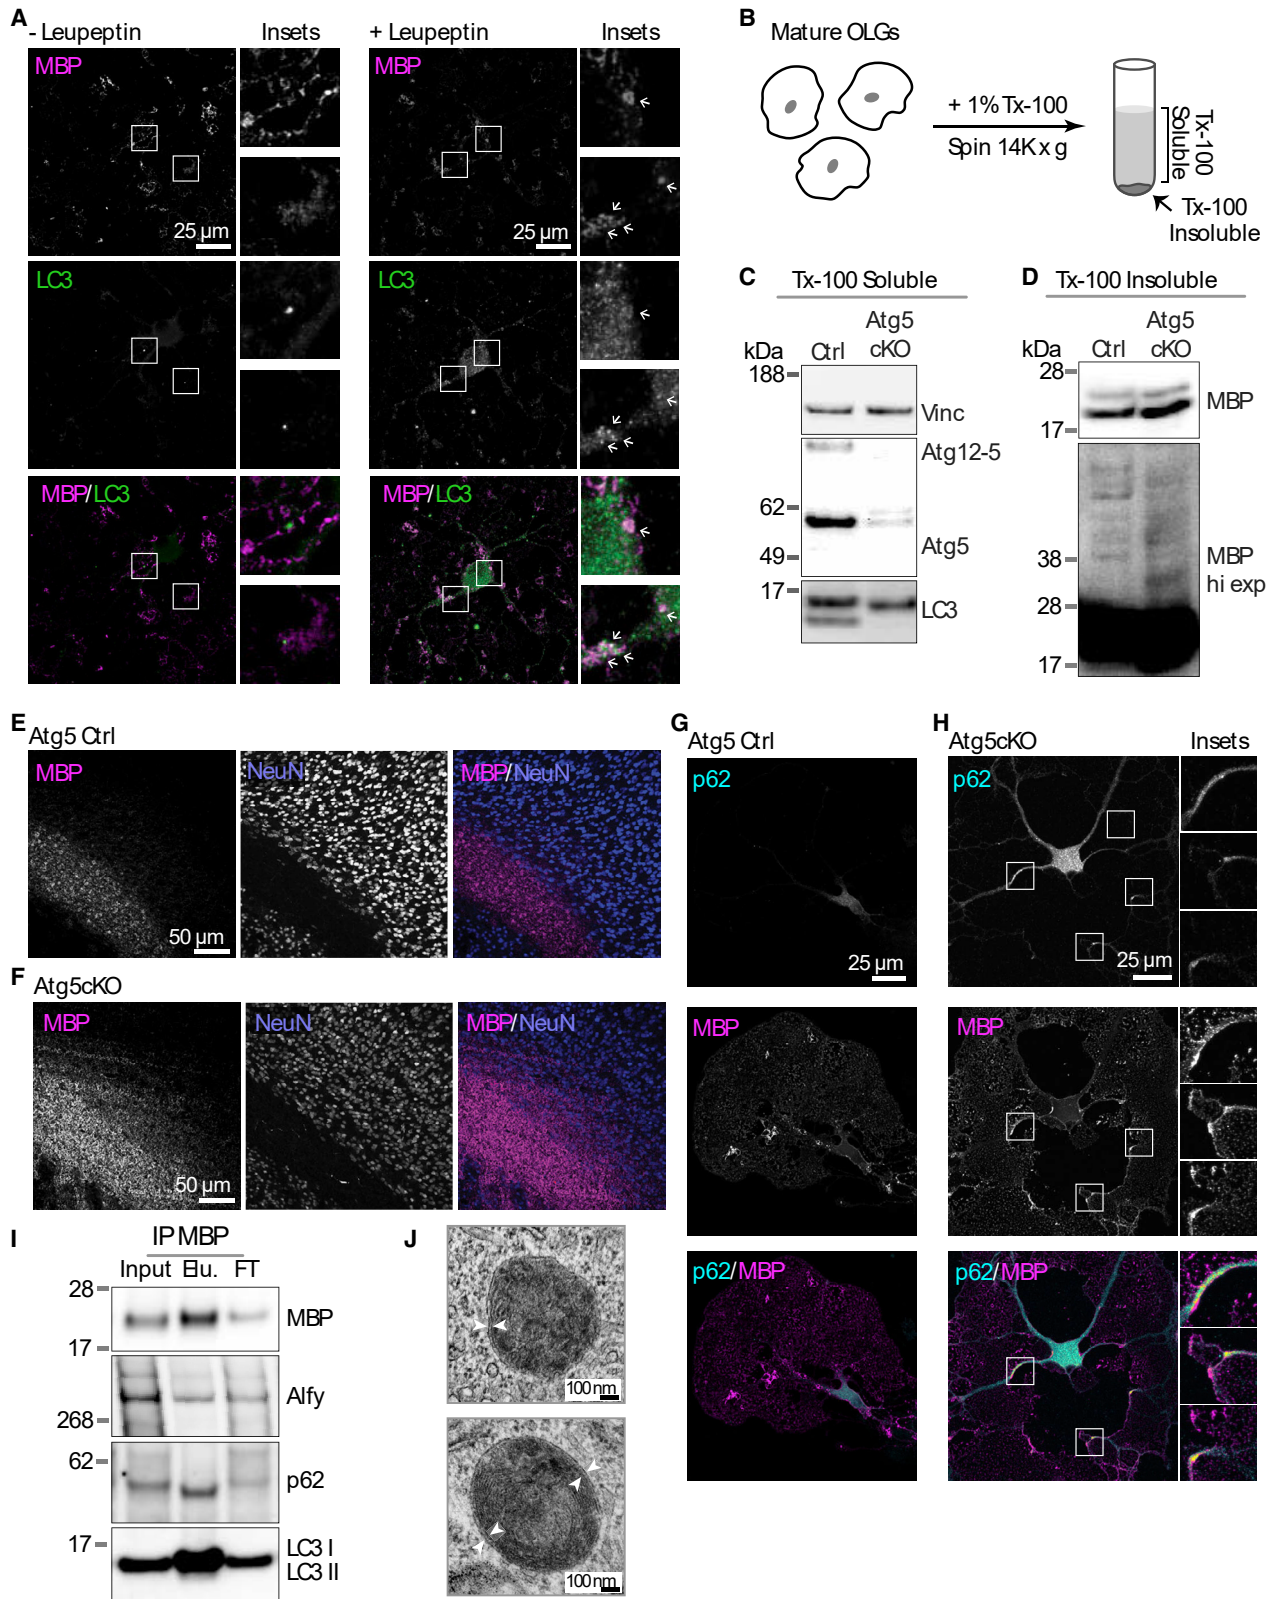 A
- Leupeptin
Insets
+ Leupeptin
Insets
MBP
25 µm
MBP
25 µm
LC3
LC3
MBP/LC3
MBP/LC3
B
Mature OLGs
+ 1% Tx-100
Spin 14K x g
Tx-100
Soluble
Tx-100
Insoluble
C
Tx-100 Soluble
kDa
Ctrl
Atg5
cKO
188
Vinc
Atg12-5
62
49
Atg5
17
LC3
D
Tx-100 Insoluble
kDa
Ctrl
Atg5
cKO
28
MBP
17
38
MBP
hi exp
28
17
E
Atg5 Ctrl
MBP
50 µm
NeuN
MBP/NeuN
F
Atg5cKO
MBP
50 µm
NeuN
MBP/NeuN
G
Atg5 Ctrl
p62
25 µm
MBP
p62/MBP
H
Atg5cKO
Insets
p62
25 µm
MBP
p62/MBP
I
IP MBP
Input Elu. FT
28
MBP
17
Alfy
268
62
p62
17
LC3 I
LC3 II
J
100 nm
100 nm